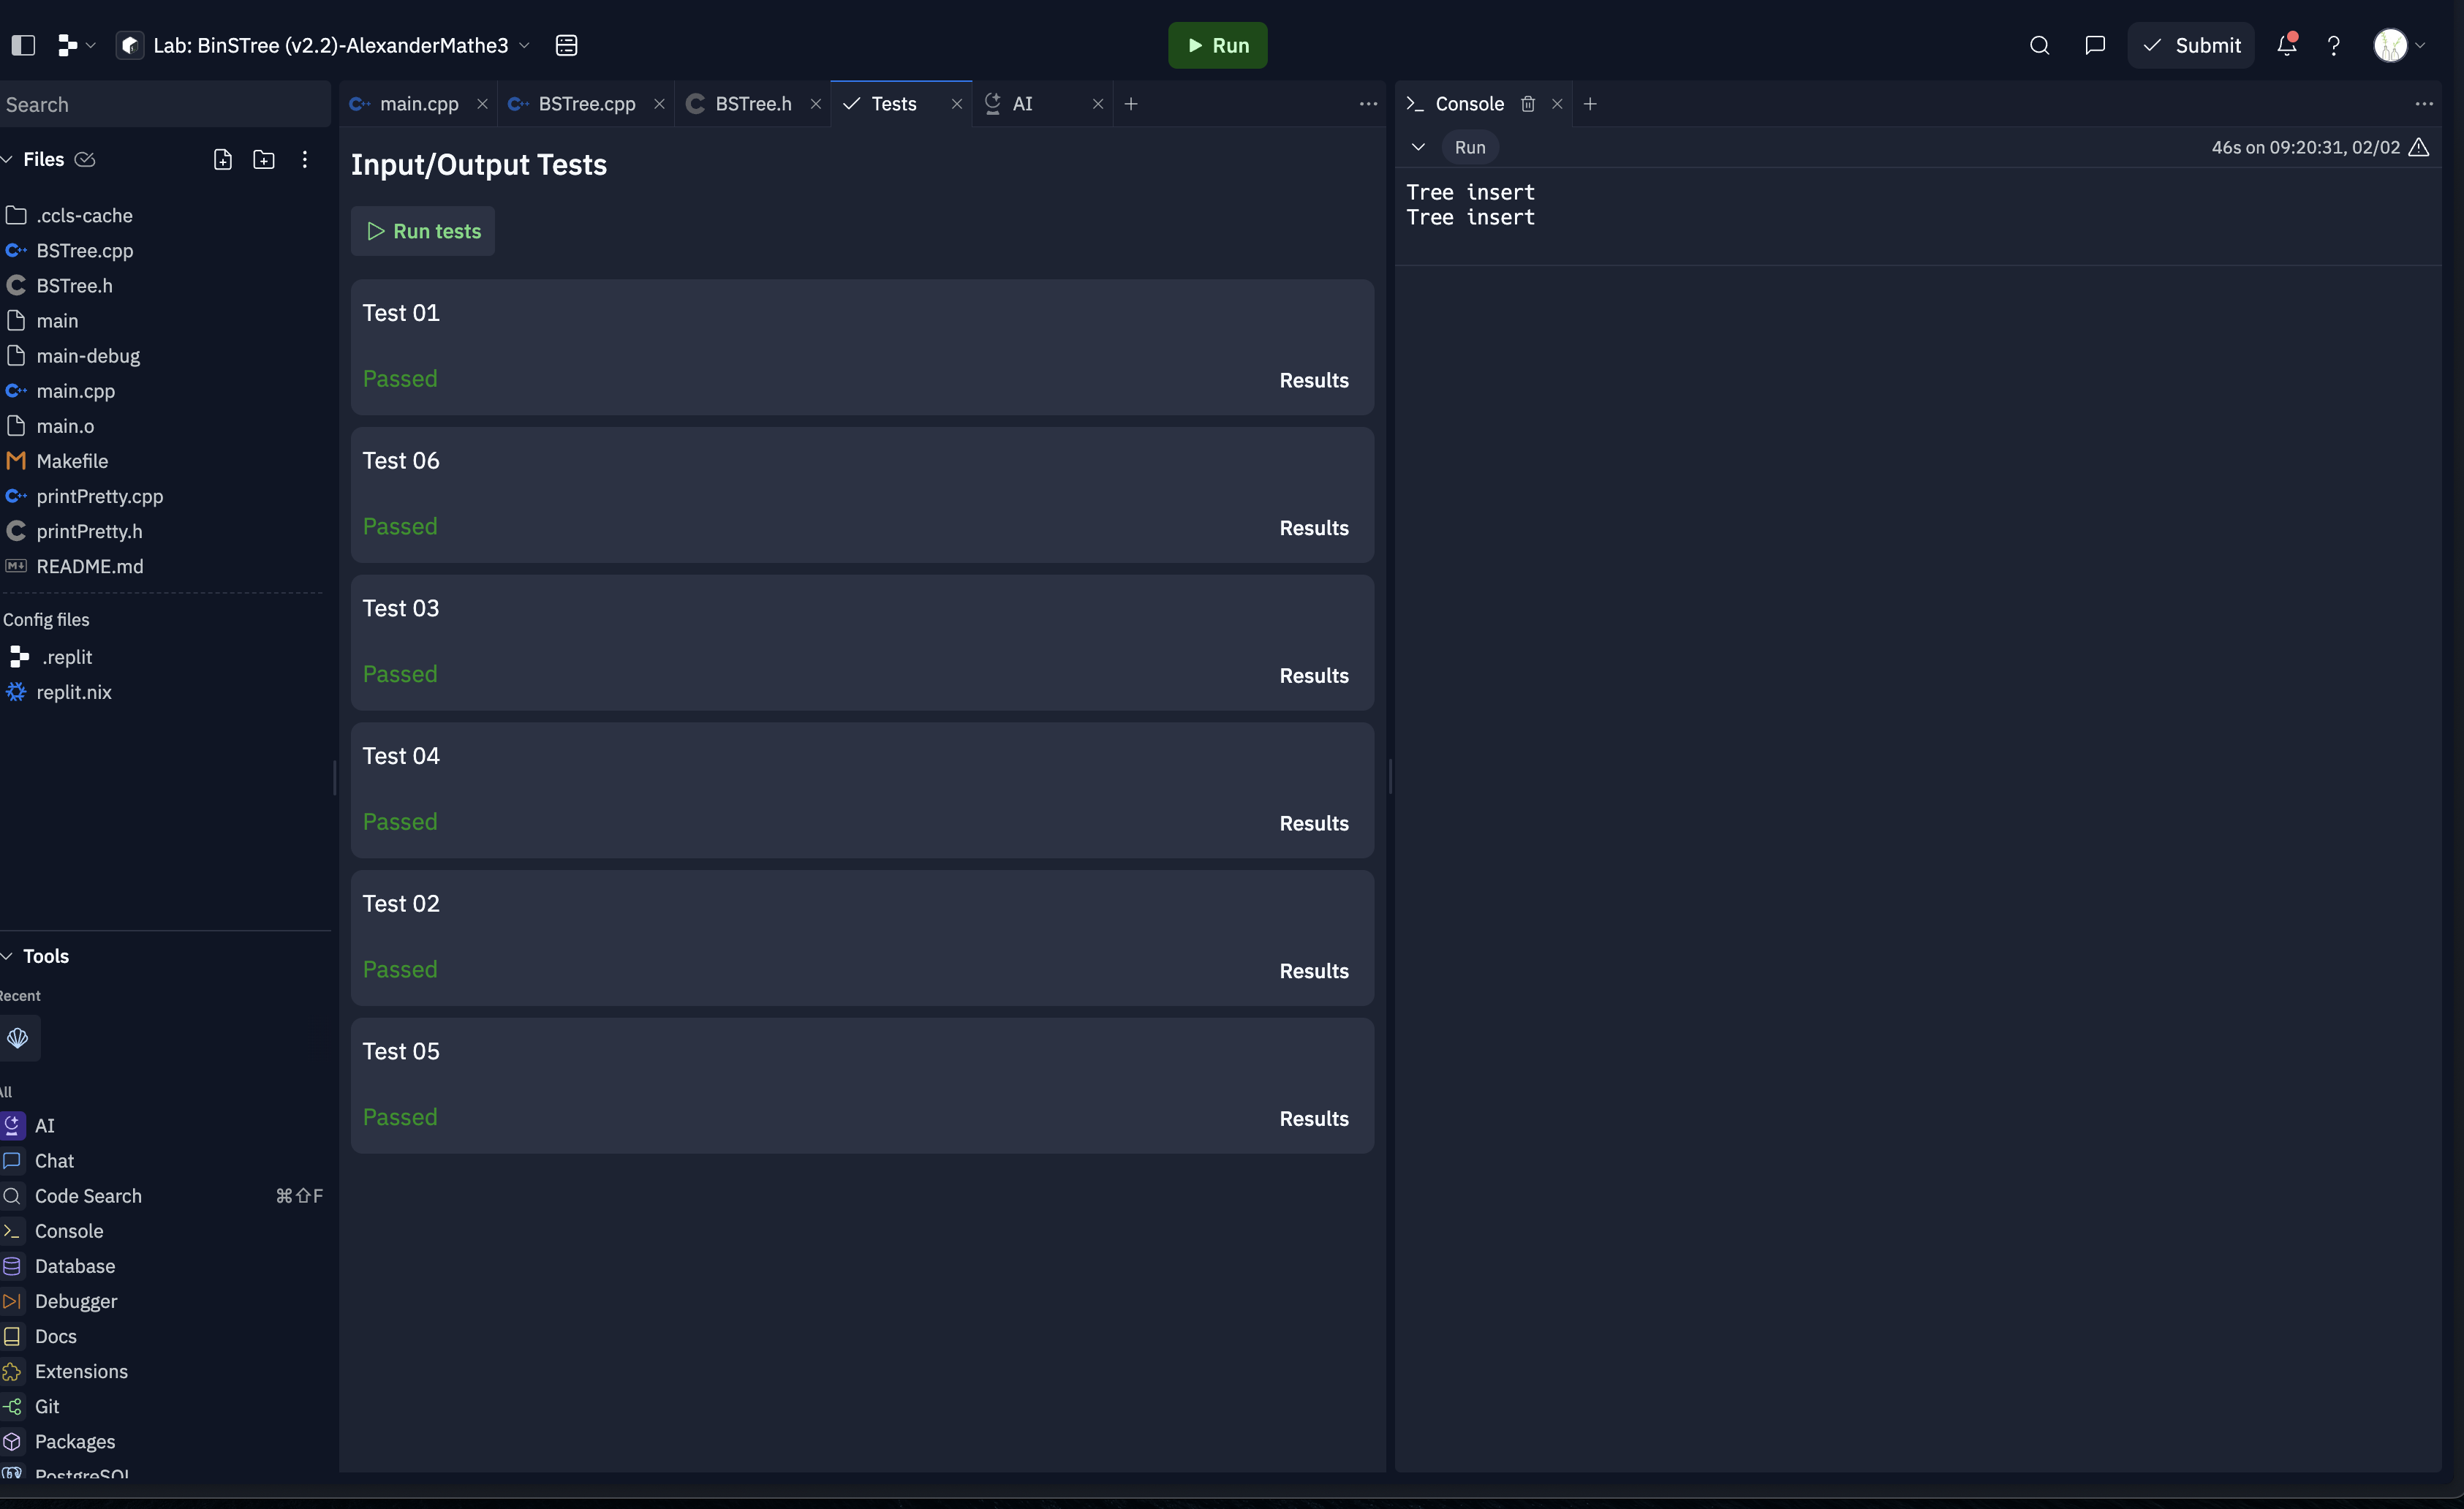 Lab: BinSTree (v2.2)-AlexanderMathe3
Run
Submit
Search
Files
.ccls-cache
BSTree.cpp
BSTree.h
main
main-debug
main.cpp
main.o
Makefile
printPretty.cpp
printPretty.h
README.md
Config files
.replit
replit.nix
Tools
Recent
All
AI
Chat
Code Search ⌘⇧F
Console
Database
Debugger
Docs
Extensions
Git
Packages
PostgreSQL
main.cpp
BSTree.cpp
BSTree.h
Tests
AI
Input/Output Tests
Run tests
Test 01
Passed Results
Test 06
Passed Results
Test 03
Passed Results
Test 04
Passed Results
Test 02
Passed Results
Test 05
Passed Results
Console
Run 46s on 09:20:31, 02/02
Tree insert
Tree insert